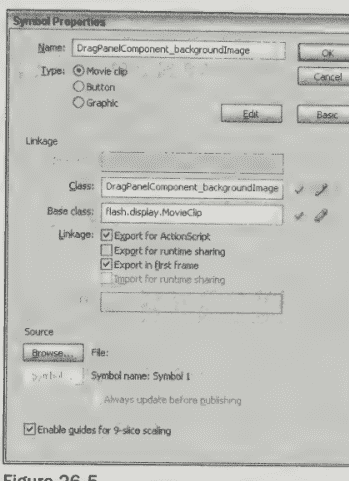 Symbol Properties
Name: DragPanelComponent_backgroundImage
OK
Type: Movie clip
Cancel
Button
Graphic
Edit
Basic
Linkage
Class: DragPanelComponent_backgroundImage
Base class: flash.display.MovieClip
Linkage: Export for ActionScript
Export for runtime sharing
Export in first frame
Import for runtime sharing
Source
Browse... File:
Symbol... Symbol name: Symbol 1
Always update before publishing
Enable guides for 9-slice scaling
Figure 26-5